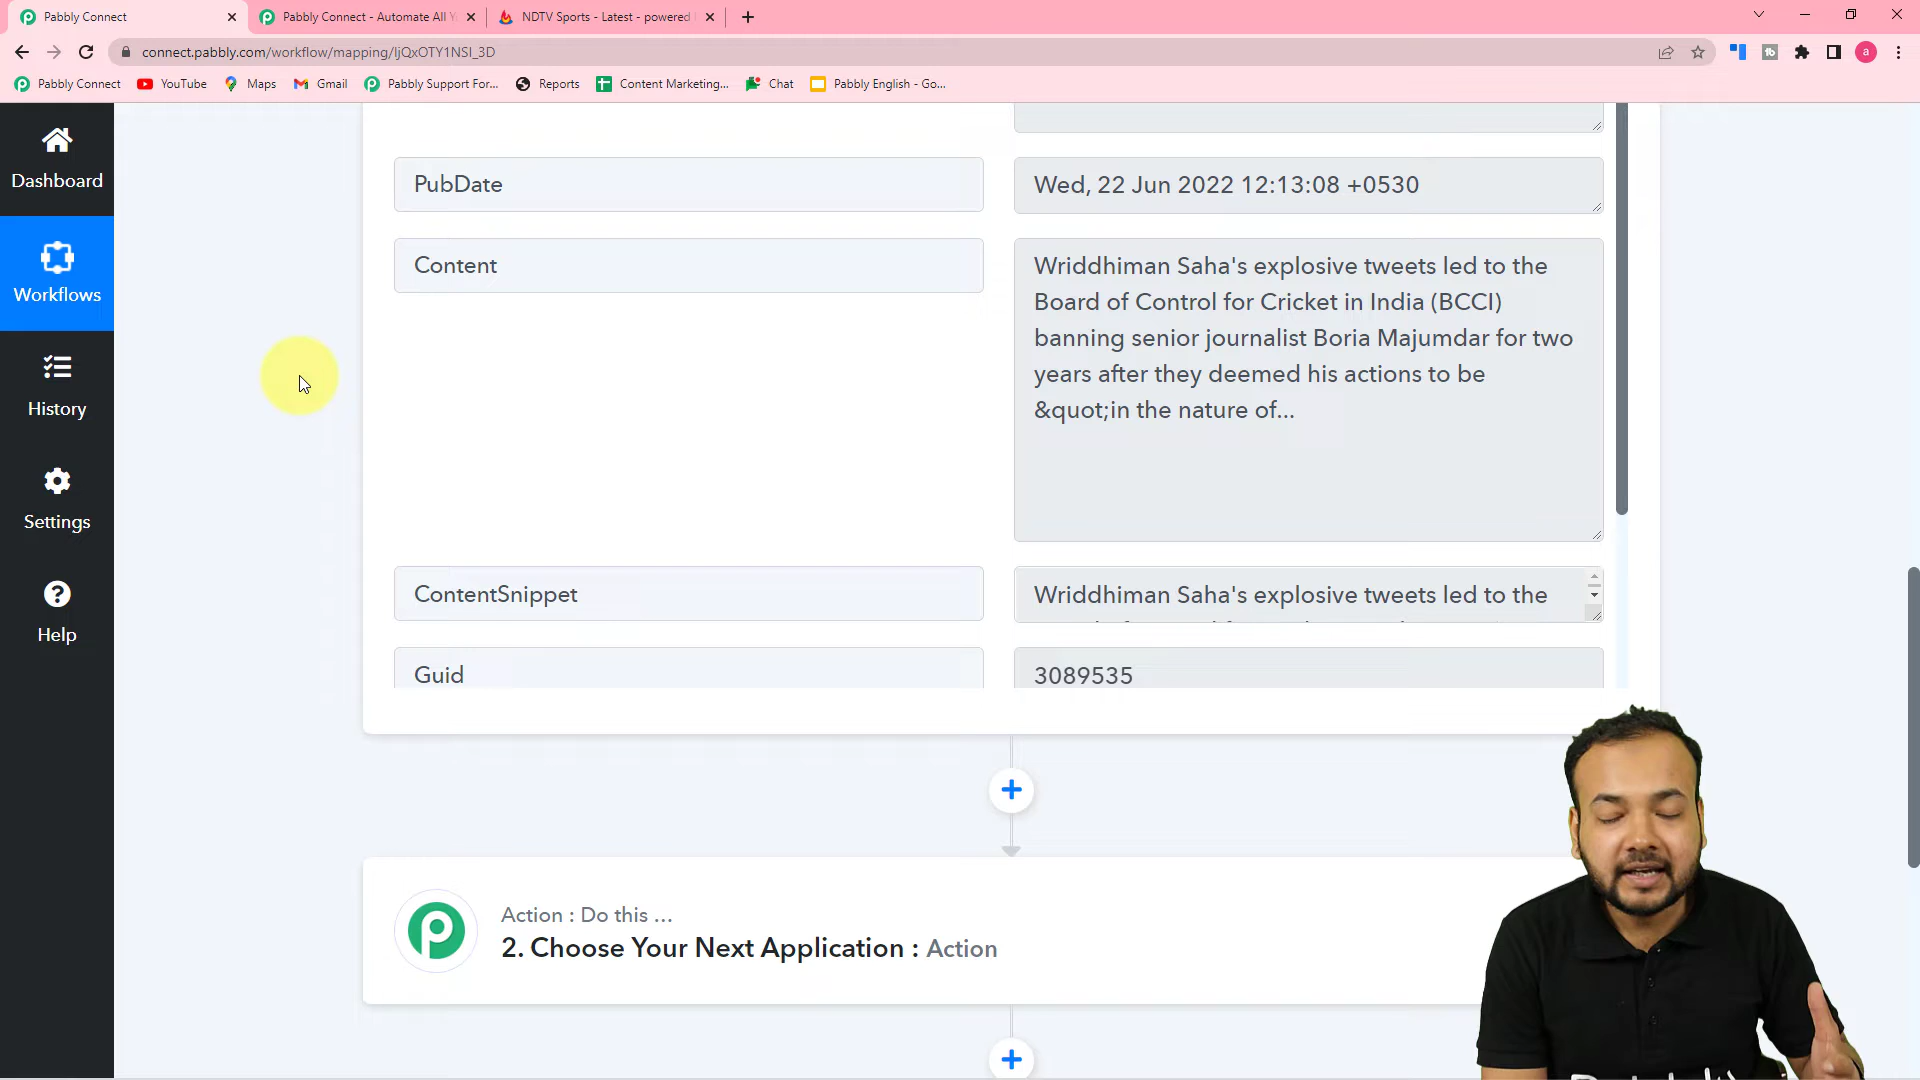 Pabbly Connect
Pabbly Connect - Automate All Y
NDTV Sports - Latest - powered
connect.pabbly.com/workflow/mapping/IjQxOTY1NSI_3D
a
Pabbly Connect
YouTube
Maps
Gmail
Pabbly Support For...
Reports
Content Marketing...
Chat
Pabbly English - Go...
Dashboard
Workflows
History
Settings
Help
PubDate
Wed, 22 Jun 2022 12:13:08 +0530
Content
Wriddhiman Saha's explosive tweets led to the
Board of Control for Cricket in India (BCCI)
banning senior journalist Boria Majumdar for two
years after they deemed his actions to be
&quot;in the nature of...
ContentSnippet
Wriddhiman Saha's explosive tweets led to the
Guid
3089535
Action : Do this ...
2. Choose Your Next Application : Action